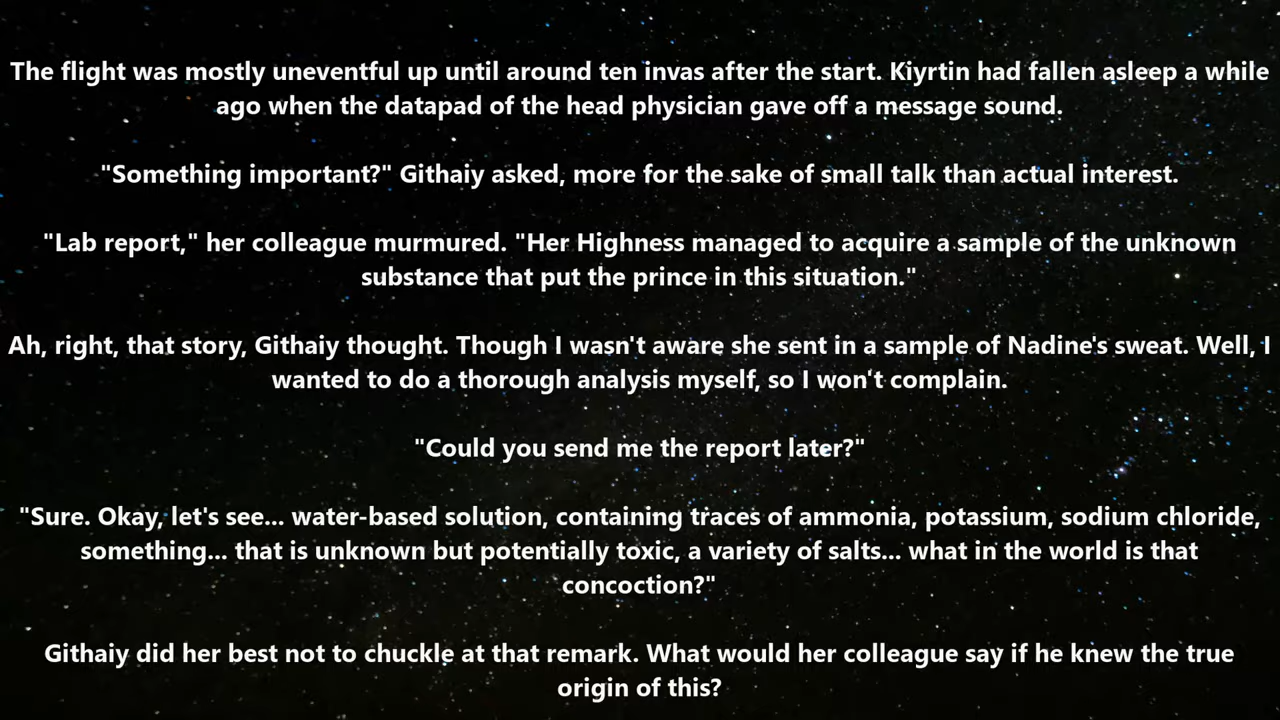 The flight was mostly uneventful up until around ten invas after the start. Kiyrtin had fallen asleep a while
ago when the datapad of the head physician gave off a message sound.
"Something important?" Githaiy asked, more for the sake of small talk than actual interest.
"Lab report," her colleague murmured. "Her Highness managed to acquire a sample of the unknown
substance that put the prince in this situation."
Ah, right, that story, Githaiy thought. Though I wasn't aware she sent in a sample of Nadine's sweat. Well, I
wanted to do a thorough analysis myself, so I won't complain.
"Could you send me the report later?"
"Sure. Okay, let's see... water-based solution, containing traces of ammonia, potassium, sodium chloride,
something... that is unknown but potentially toxic, a variety of salts... what in the world is that
concoction?"
Githaiy did her best not to chuckle at that remark. What would her colleague say if he knew the true
origin of this?